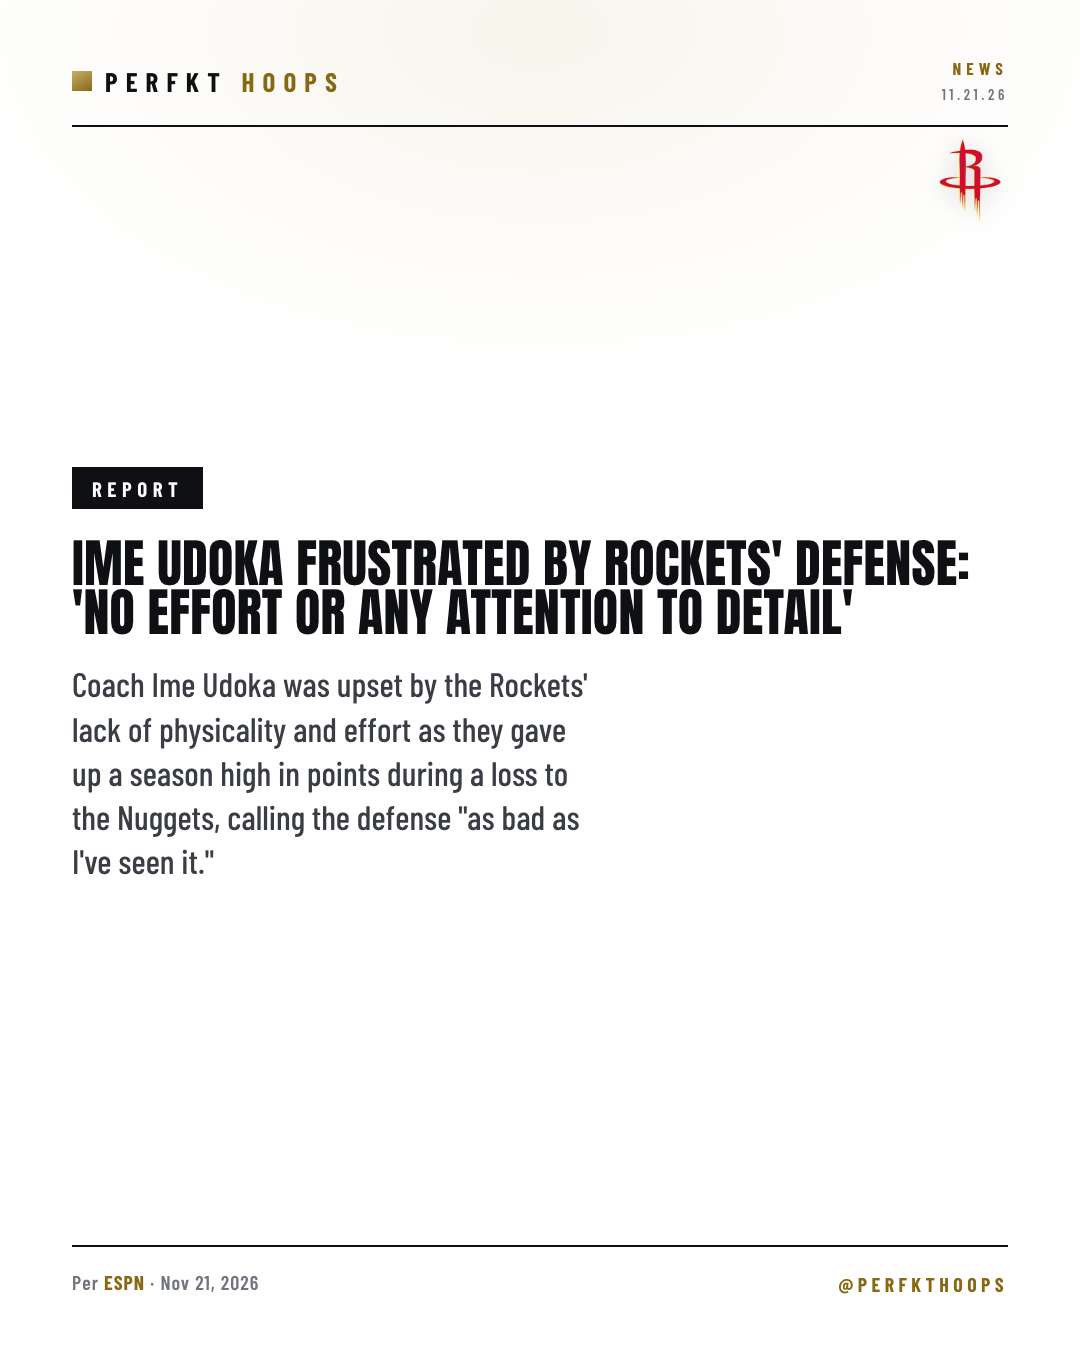 PERFKT HOOPS
NEWS
11.21.26
REPORT
IME UDOKA FRUSTRATED BY ROCKETS' DEFENSE:
'NO EFFORT OR ANY ATTENTION TO DETAIL'
Coach Ime Udoka was upset by the Rockets'
lack of physicality and effort as they gave
up a season high in points during a loss to
the Nuggets, calling the defense "as bad as
I've seen it."
Per ESPN · Nov 21, 2026
@PERFKTHOOPS